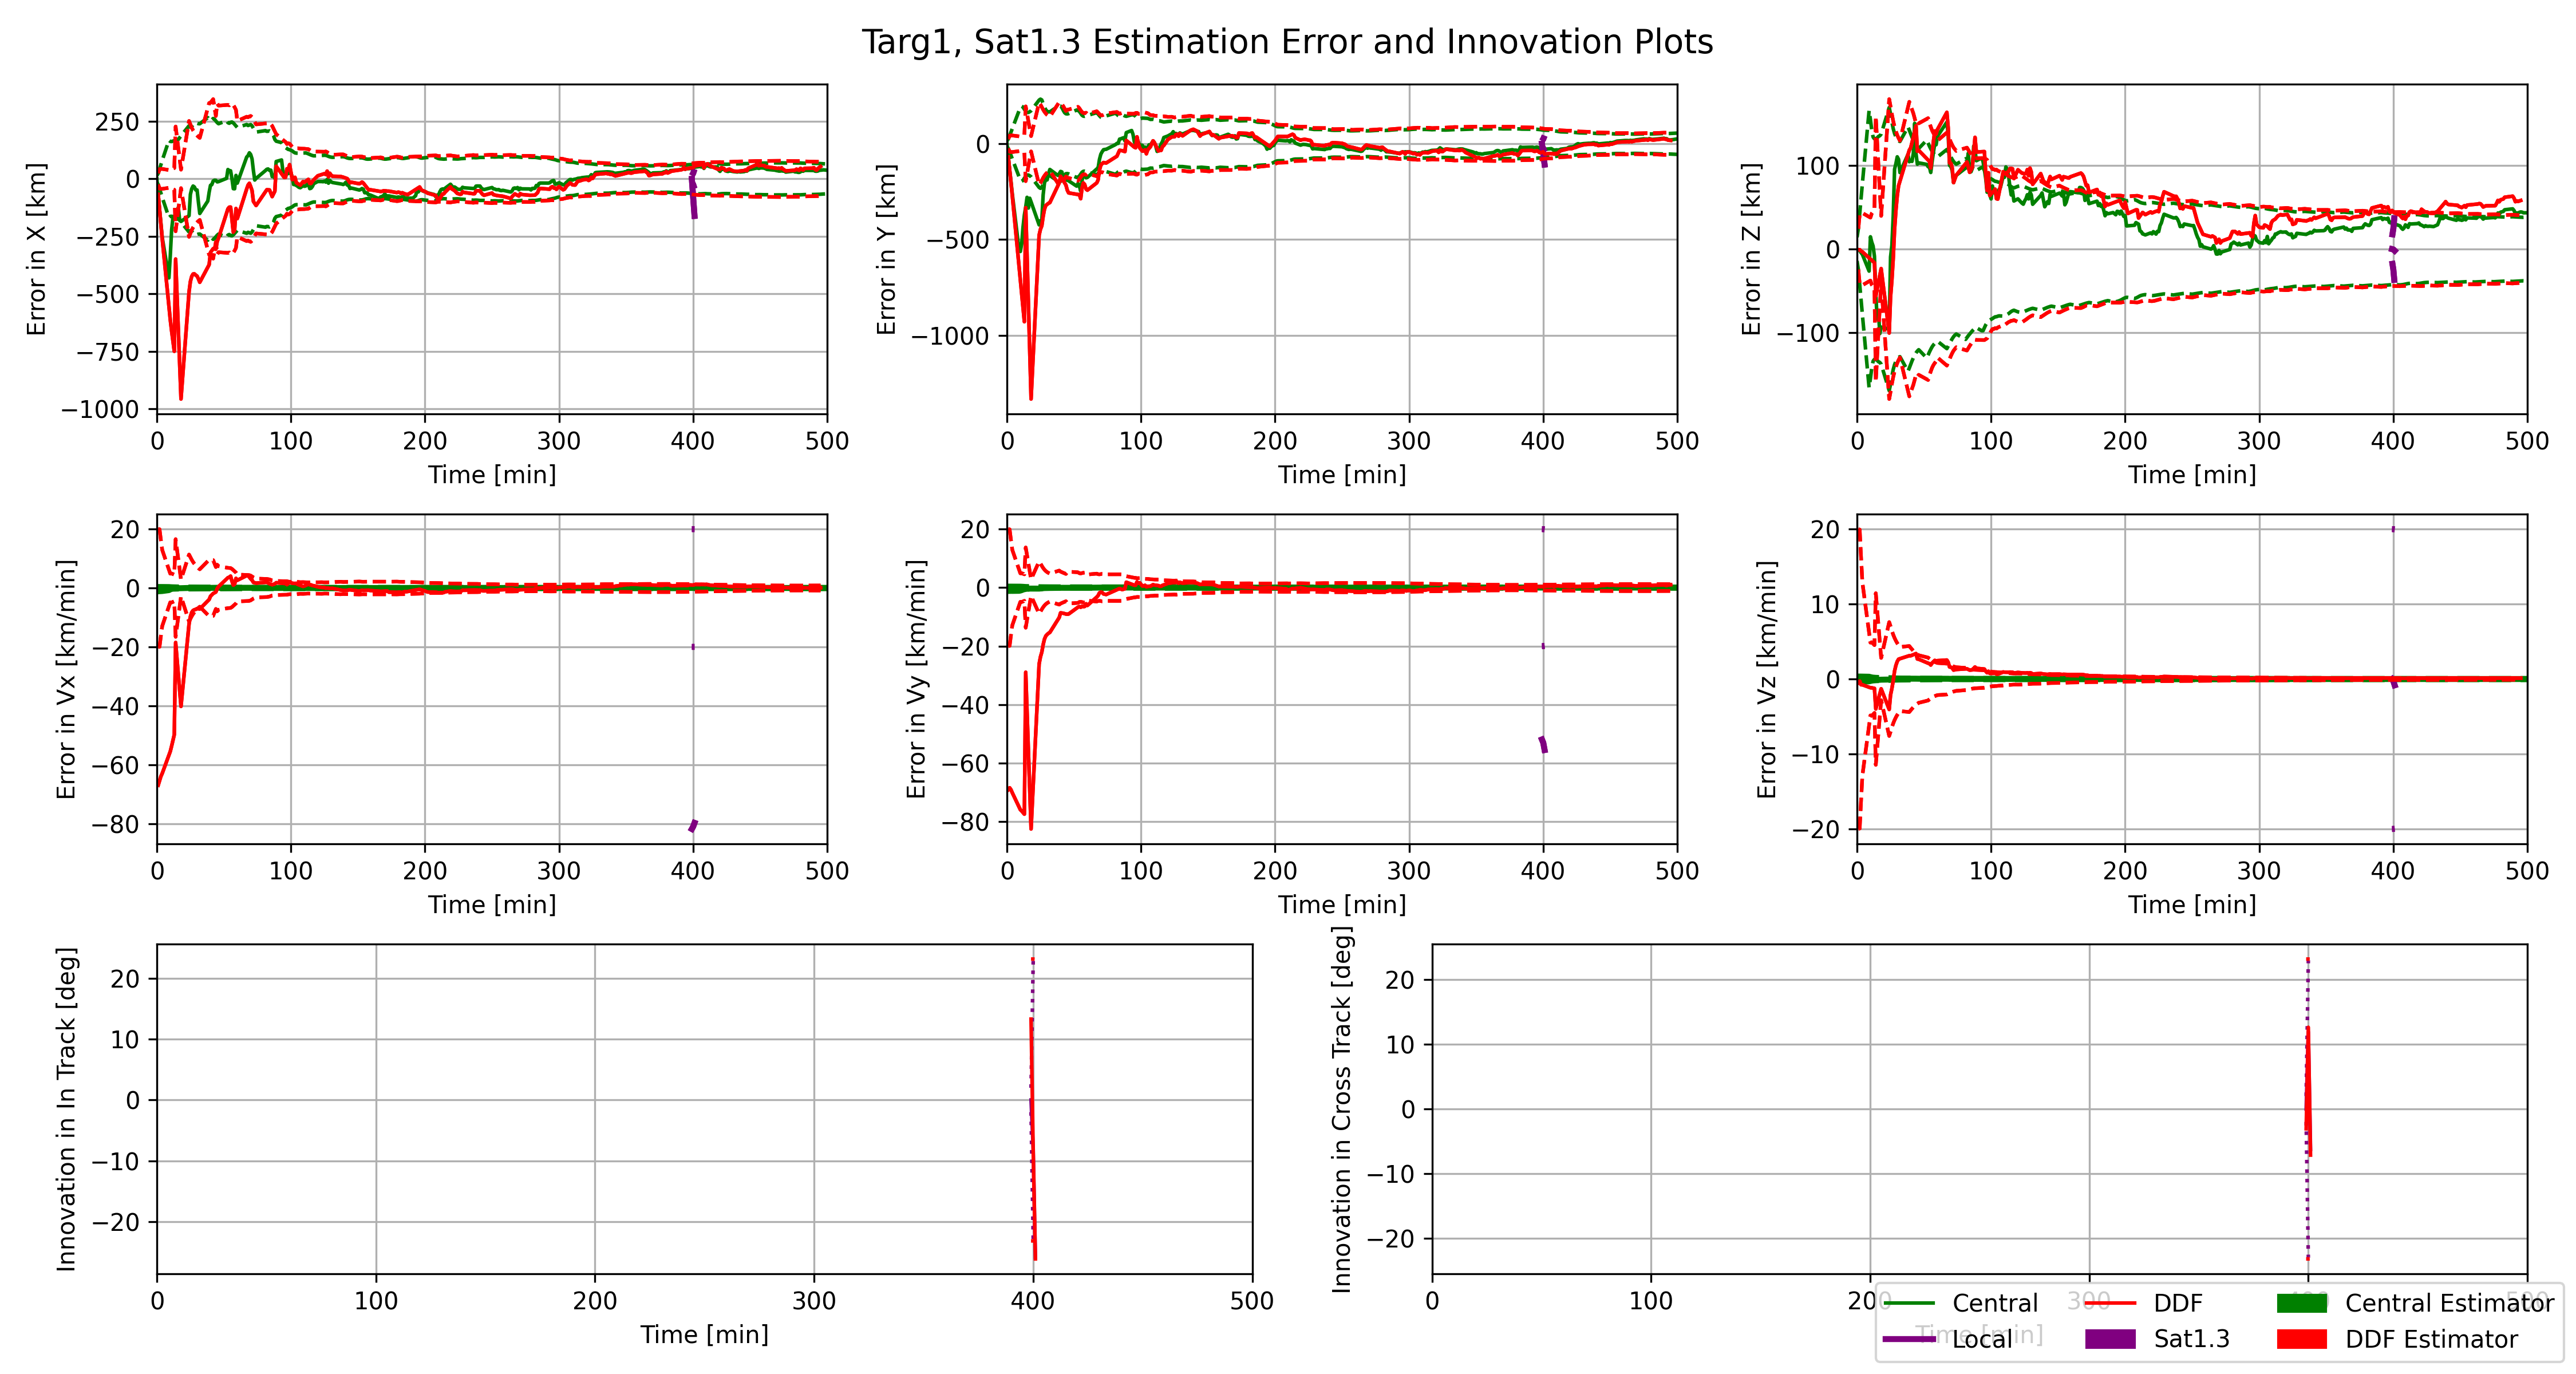 Targ1, Sat1.3 Estimation Error and Innovation Plots
Error in X [km]
250
0
−250
−500
−750
−1000
0 100 200 300 400 500
Time [min]
Error in Y [km]
0
−500
−1000
0 100 200 300 400 500
Time [min]
Error in Z [km]
100
0
−100
0 100 200 300 400 500
Time [min]
Error in Vx [km/min]
20
0
−20
−40
−60
−80
0 100 200 300 400 500
Time [min]
Error in Vy [km/min]
20
0
−20
−40
−60
−80
0 100 200 300 400 500
Time [min]
Error in Vz [km/min]
20
10
0
−10
−20
0 100 200 300 400 500
Time [min]
Innovation in In Track [deg]
20
10
0
−10
−20
0 100 200 300 400 500
Time [min]
Innovation in Cross Track [deg]
20
10
0
−10
−20
0 100 200 300 400 500
Time [min]
Central DDF Central Estimator
Local Sat1.3 DDF Estimator